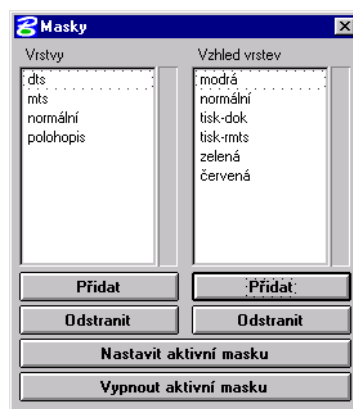 Masky
Vrstvy
Vzhled vrstev
dts
mts
normální
polohopis
modrá
normální
tisk-dok
tisk-rmts
zelená
červená
Přidat
Přidat
Odstranit
Odstranit
Nastavit aktivní masku
Vypnout aktivní masku